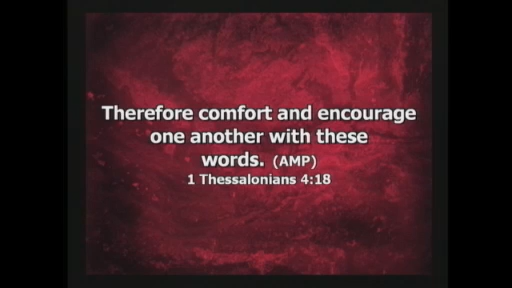 Therefore comfort and encourage
one another with these
words. (AMP)
1 Thessalonians 4:18